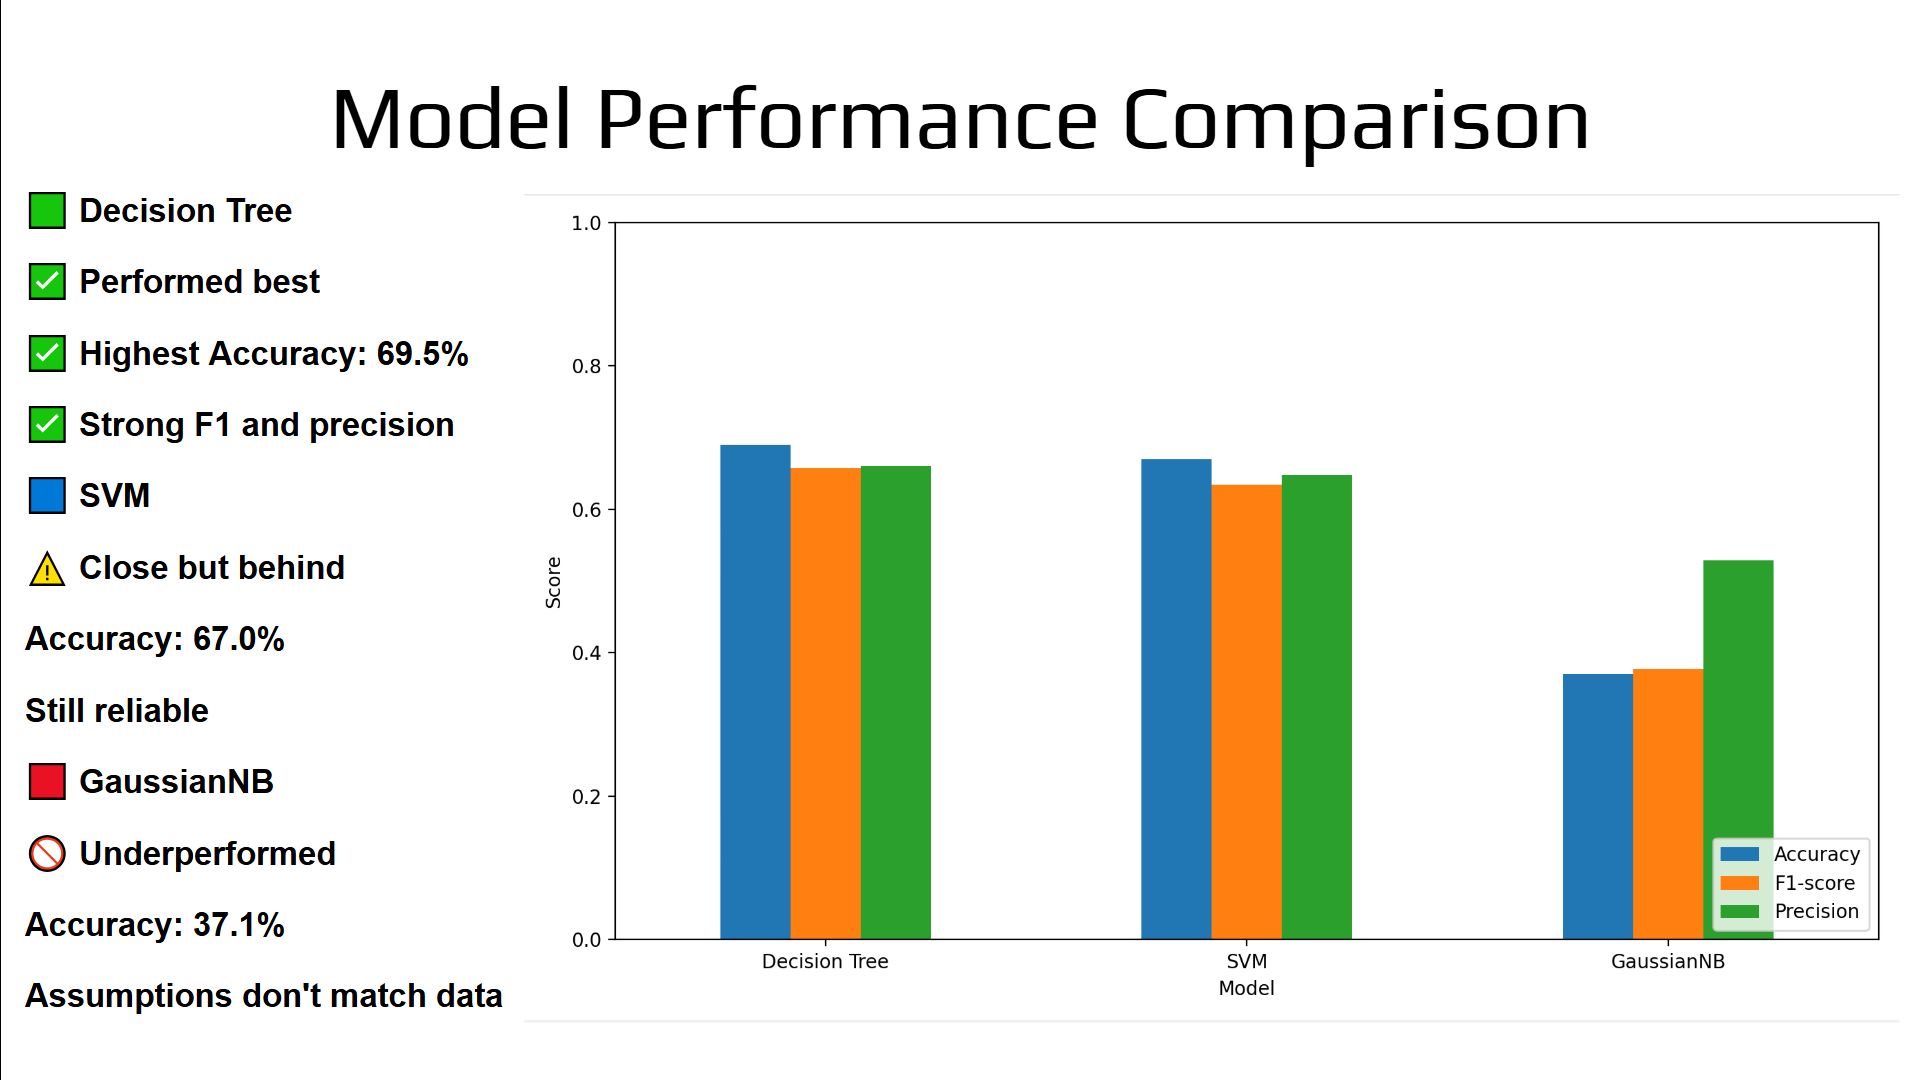 Model Performance Comparison
Decision Tree
Performed best
Highest Accuracy: 69.5%
Strong F1 and precision
SVM
Close but behind
Accuracy: 67.0%
Still reliable
GaussianNB
Underperformed
Accuracy: 37.1%
Assumptions don't match data
1.0
0.8
0.6
0.4
0.2
0.0
Score
Decision Tree
SVM
GaussianNB
Model
Accuracy
F1-score
Precision